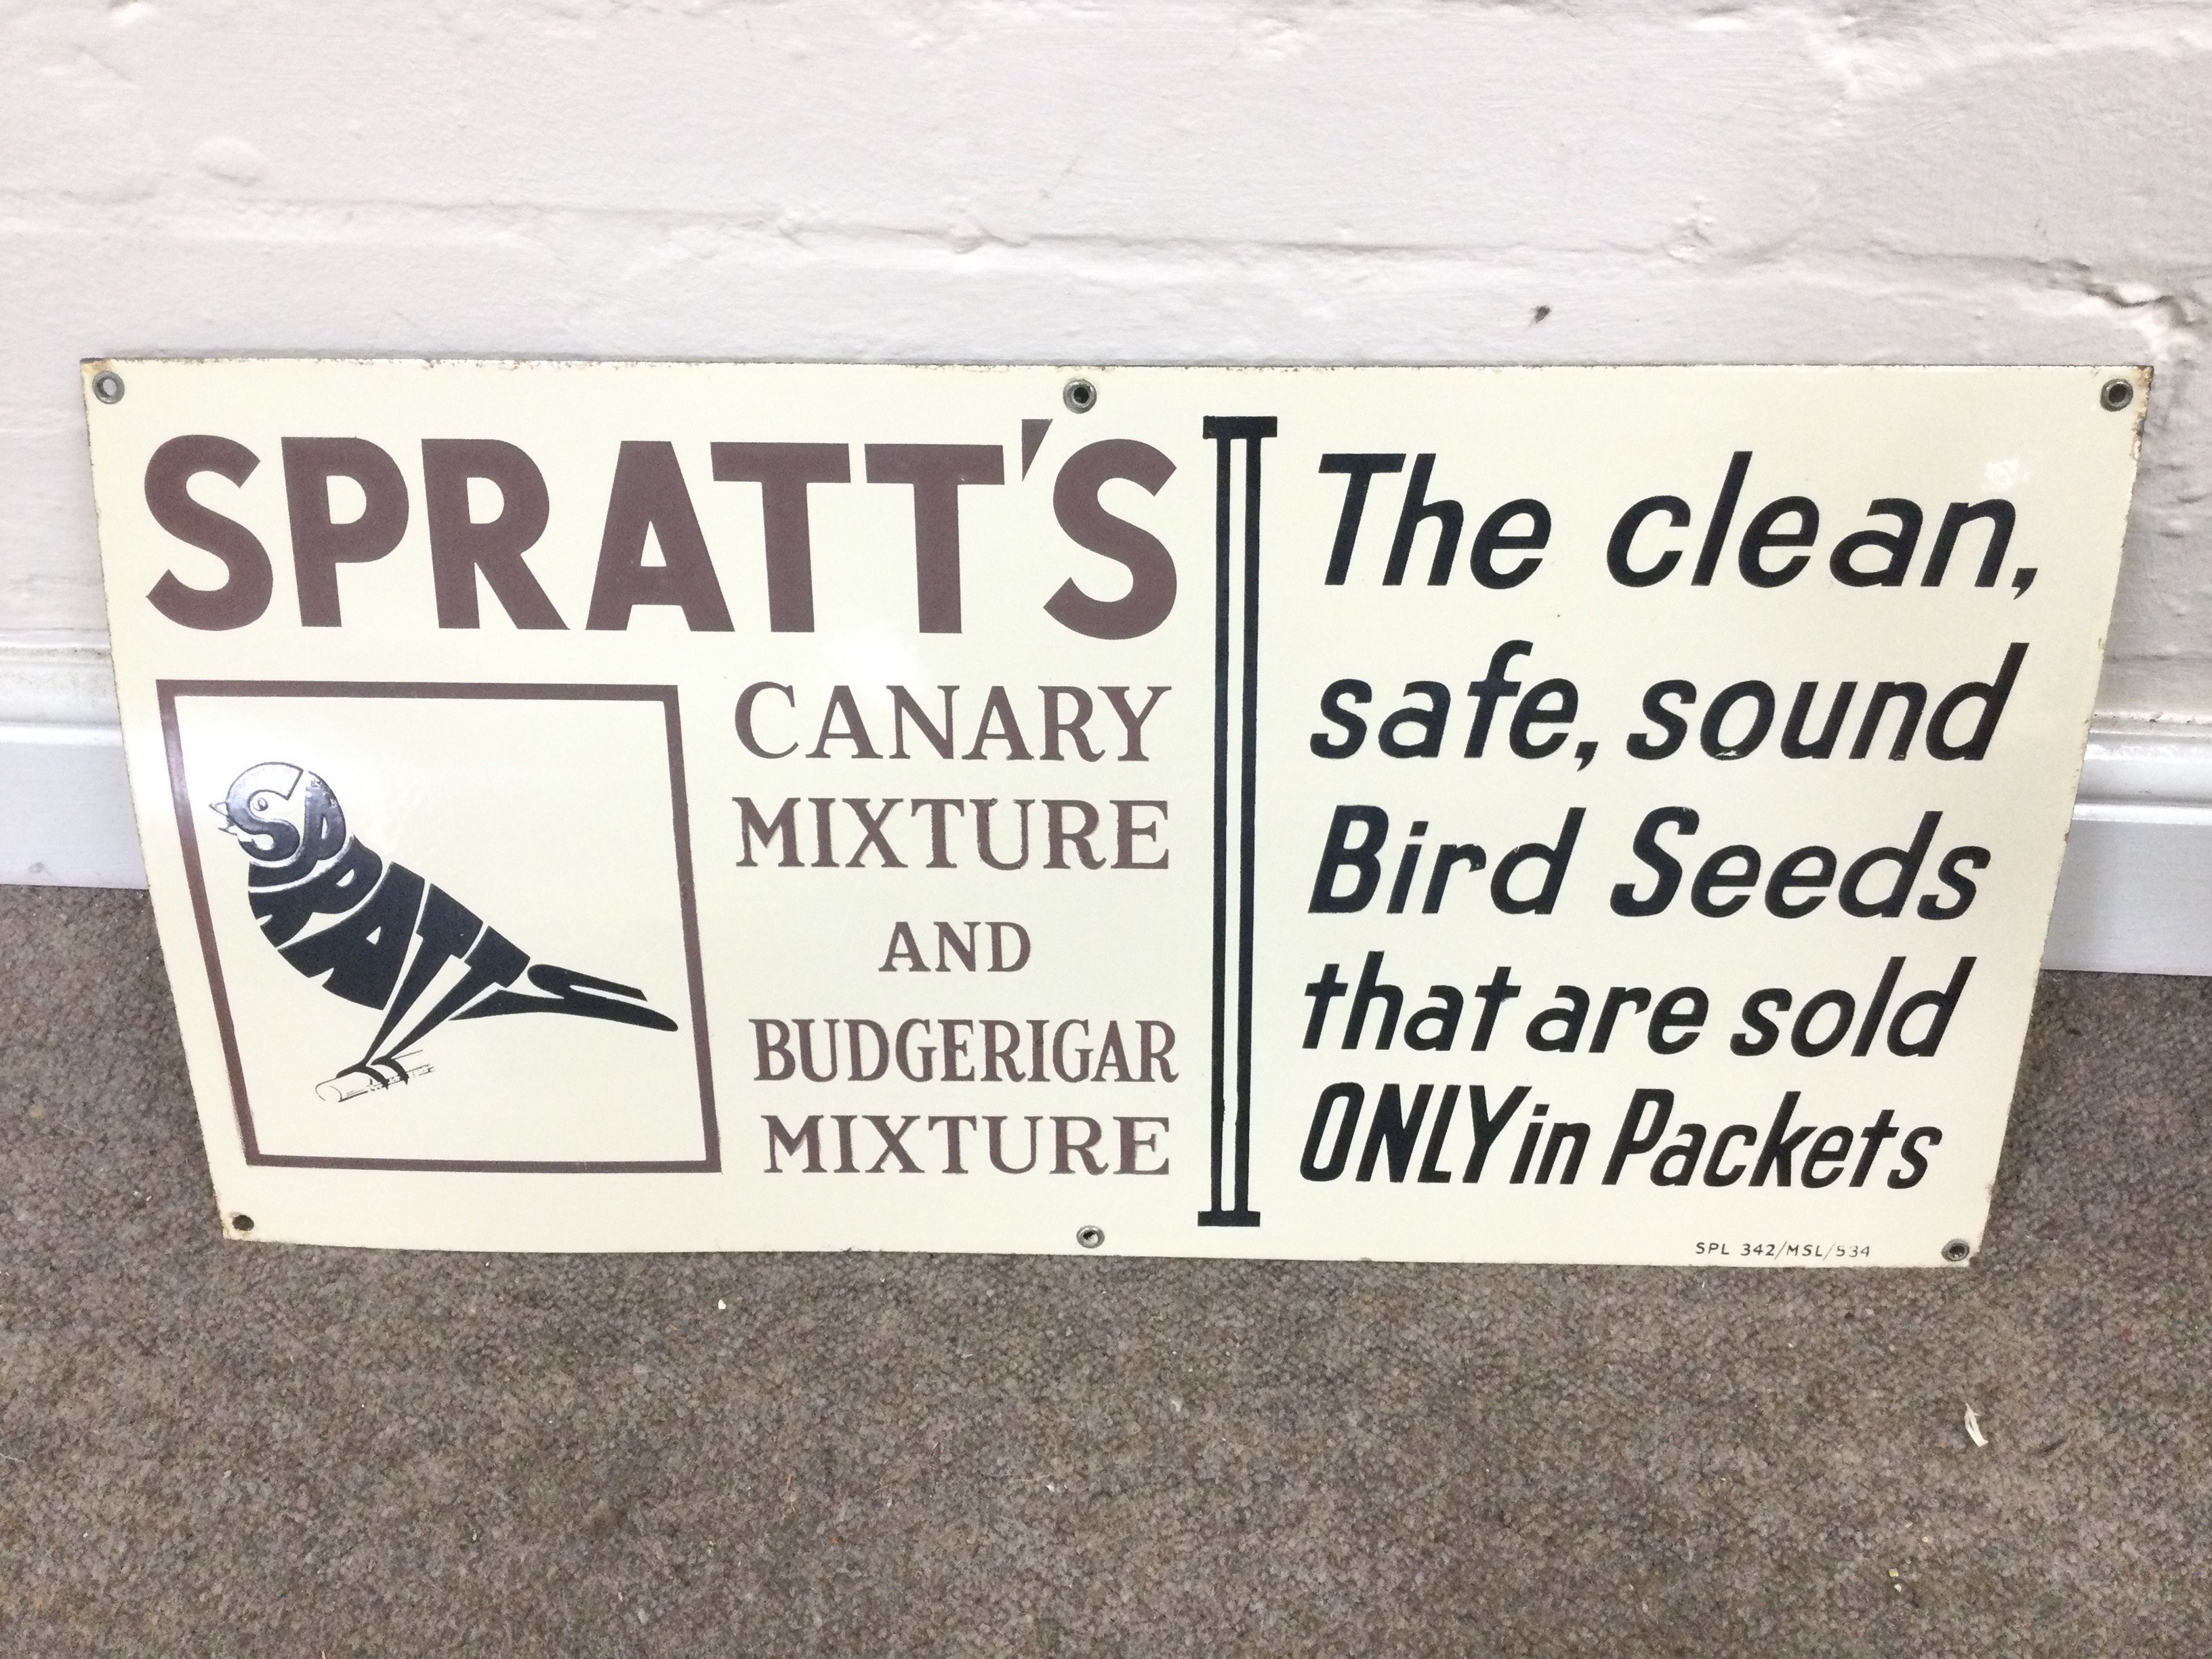 SPRATT'S
SPRATTS
CANARY
MIXTURE
AND
BUDGERIGAR
MIXTURE
The clean,
safe, sound
Bird Seeds
that are sold
ONLY in Packets
SPL 342/MSL/534